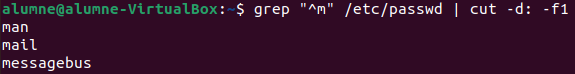 alumne@alumne-VirtualBox:~$ grep "^m" /etc/passwd | cut -d: -f1
man
mail
messagebus